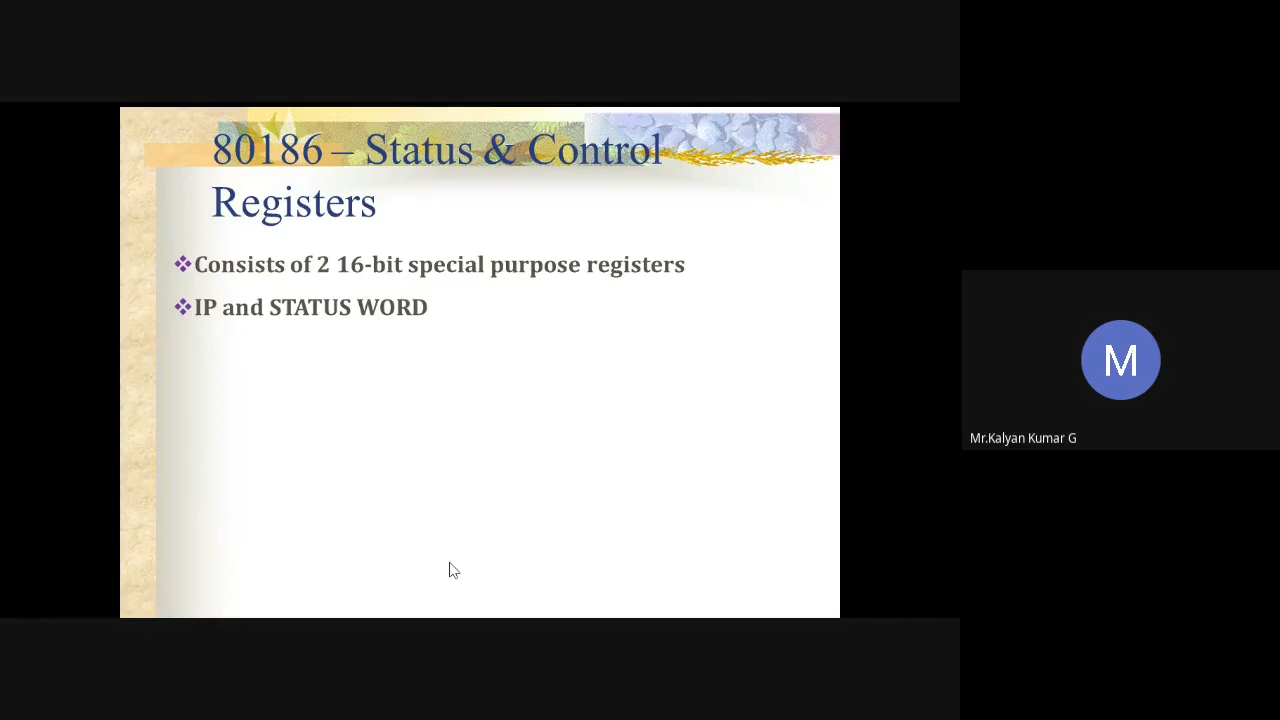 80186 – Status & Control
Registers
❖Consists of 2 16-bit special purpose registers
❖IP and STATUS WORD
M
Mr.Kalyan Kumar G